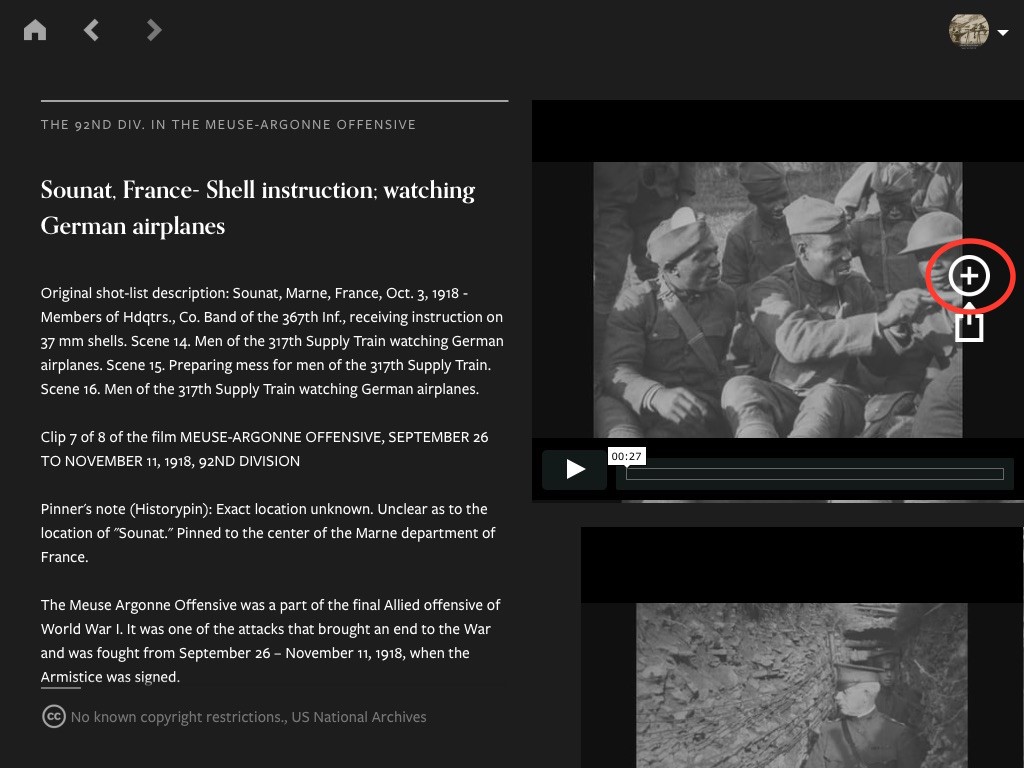 THE 92ND DIV. IN THE MEUSE-ARGONNE OFFENSIVE
Sounat, France- Shell instruction; watching
German airplanes
Original shot-list description: Sounat, Marne, France, Oct. 3, 1918 -
Members of Hdqtrs., Co. Band of the 367th Inf., receiving instruction on
37 mm shells. Scene 14. Men of the 317th Supply Train watching German
airplanes. Scene 15. Preparing mess for men of the 317th Supply Train.
Scene 16. Men of the 317th Supply Train watching German airplanes.
Clip 7 of 8 of the film MEUSE-ARGONNE OFFENSIVE, SEPTEMBER 26
TO NOVEMBER 11, 1918, 92ND DIVISION
Pinner's note (Historypin): Exact location unknown. Unclear as to the
location of "Sounat." Pinned to the center of the Marne department of
France.
The Meuse Argonne Offensive was a part of the final Allied offensive of
World War I. It was one of the attacks that brought an end to the War
and was fought from September 26 – November 11, 1918, when the
Armistice was signed.
cc No known copyright restrictions., US National Archives
00:27